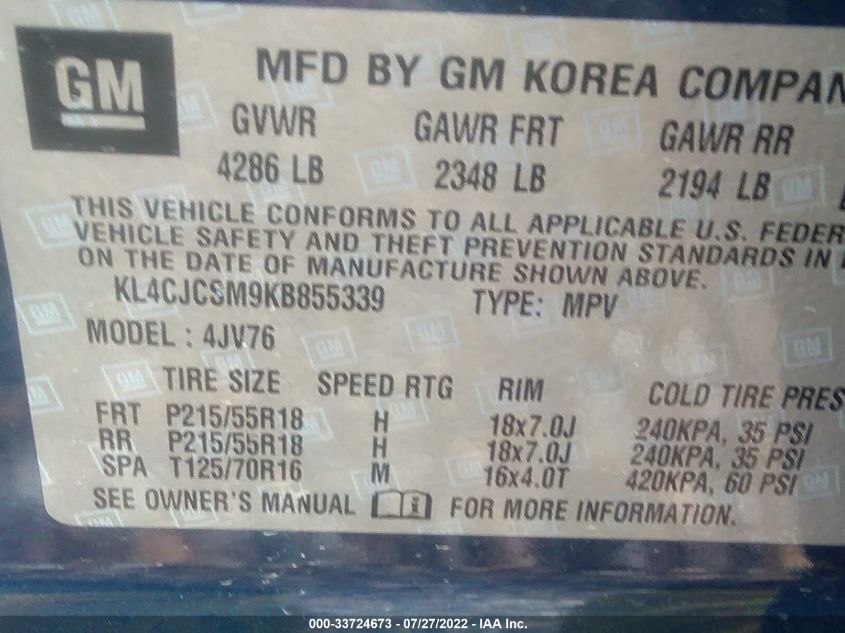 GM
MFD BY GM KOREA COMPAN
GVWR GAWR FRT GAWR RR
4286 LB 2348 LB 2194 LB
THIS VEHICLE CONFORMS TO ALL APPLICABLE U.S. FEDER
VEHICLE SAFETY AND THEFT PREVENTION STANDARDS IN
ON THE DATE OF MANUFACTURE SHOWN ABOVE.
KL4CJCSM9KB855339 TYPE: MPV
MODEL : 4JV76
TIRE SIZE SPEED RTG RIM COLD TIRE PRES
FRT P215/55R18 H 18x7.0J 240KPA, 35 PSI
RR P215/55R18 H 18x7.0J 240KPA, 35 PSI
SPA T125/70R16 M 16x4.0T 420KPA, 60 PSI
SEE OWNER'S MANUAL i FOR MORE INFORMATION.
000-33724673 - 07/27/2022 - IAA Inc.